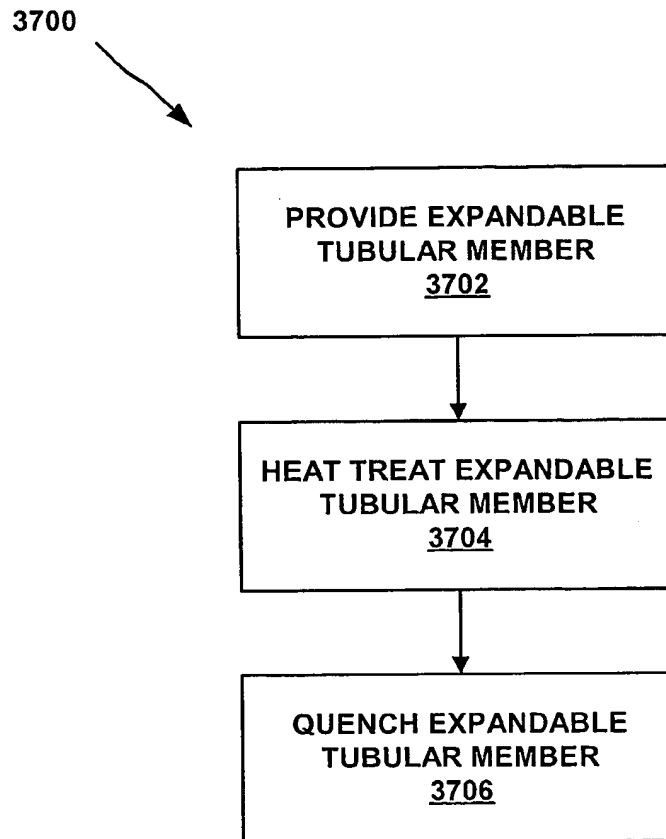 3700
PROVIDE EXPANDABLE
TUBULAR MEMBER
3702
HEAT TREAT EXPANDABLE
TUBULAR MEMBER
3704
QUENCH EXPANDABLE
TUBULAR MEMBER
3706